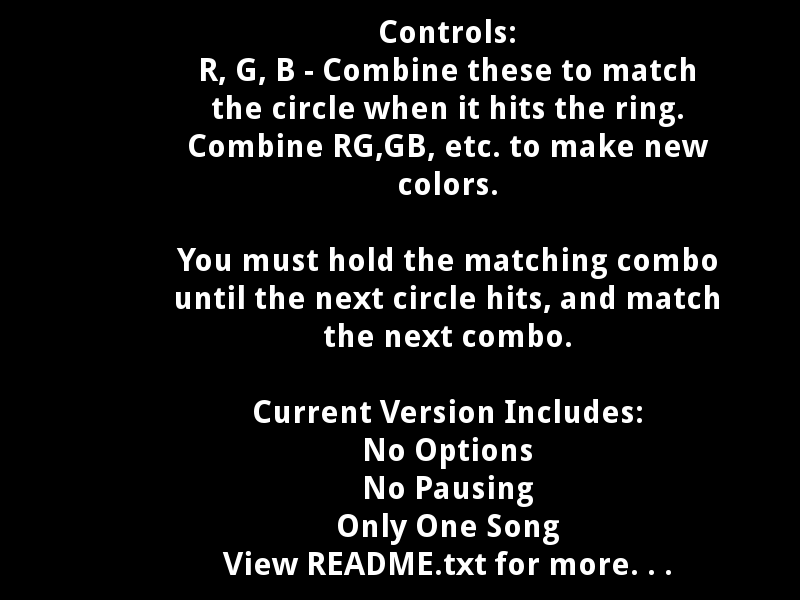 Controls:
R, G, B - Combine these to match
the circle when it hits the ring.
Combine RG,GB, etc. to make new
colors.
You must hold the matching combo
until the next circle hits, and match
the next combo.
Current Version Includes:
No Options
No Pausing
Only One Song
View README.txt for more. . .